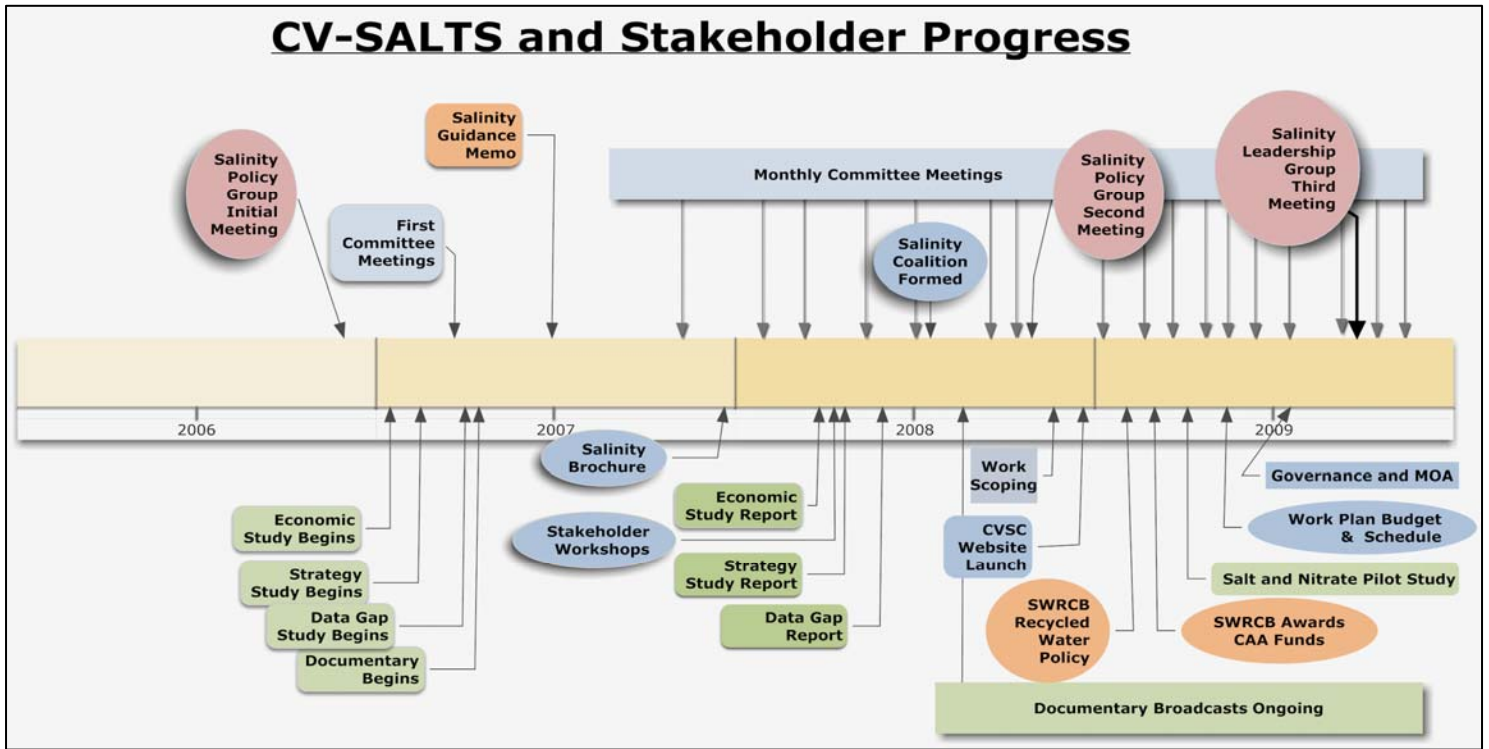 CV-SALTS and Stakeholder Progress
Salinity
Policy
Group
Initial
Meeting
First
Committee
Meetings
Salinity
Guidance
Memo
Monthly Committee Meetings
Salinity
Coalition
Formed
Salinity
Policy
Group
Second
Meeting
Salinity
Leadership
Group
Third
Meeting
2006
2007
2008
2009
Economic
Study Begins
Strategy
Study Begins
Data Gap
Study Begins
Documentary
Begins
Salinity
Brochure
Stakeholder
Workshops
Economic
Study Report
Strategy
Study Report
Data Gap
Report
Work
Scoping
CVSC
Website
Launch
SWRCB
Recycled
Water
Policy
Governance and MOA
Work Plan Budget
& Schedule
Salt and Nitrate Pilot Study
SWRCB Awards
CAA Funds
Documentary Broadcasts Ongoing